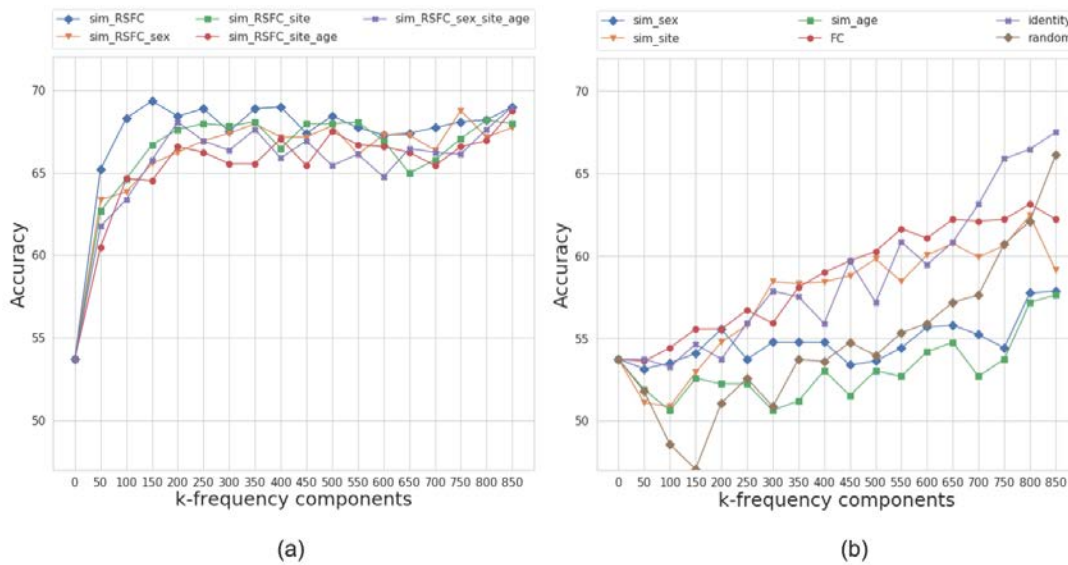 sim_RSFC sim_RSFC_site sim_RSFC_sex_site_age
sim_RSFC_sex sim_RSFC_site_age
70
65
60
55
50
Accuracy
0 50 100 150 200 250 300 350 400 450 500 550 600 650 700 750 800 850
k-frequency components
(a)
sim_sex sim_age identity
sim_site FC random
70
65
60
55
50
Accuracy
0 50 100 150 200 250 300 350 400 450 500 550 600 650 700 750 800 850
k-frequency components
(b)